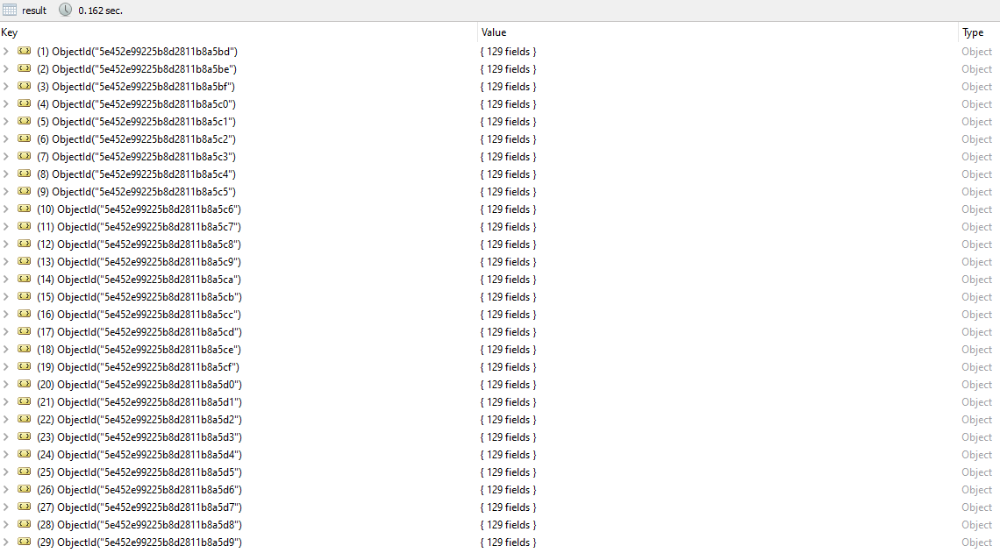 result 0.162 sec.
Key Value Type
(1) ObjectId("5e452e99225b8d2811b8a5bd") { 129 fields } Object
(2) ObjectId("5e452e99225b8d2811b8a5be") { 129 fields } Object
(3) ObjectId("5e452e99225b8d2811b8a5bf") { 129 fields } Object
(4) ObjectId("5e452e99225b8d2811b8a5c0") { 129 fields } Object
(5) ObjectId("5e452e99225b8d2811b8a5c1") { 129 fields } Object
(6) ObjectId("5e452e99225b8d2811b8a5c2") { 129 fields } Object
(7) ObjectId("5e452e99225b8d2811b8a5c3") { 129 fields } Object
(8) ObjectId("5e452e99225b8d2811b8a5c4") { 129 fields } Object
(9) ObjectId("5e452e99225b8d2811b8a5c5") { 129 fields } Object
(10) ObjectId("5e452e99225b8d2811b8a5c6") { 129 fields } Object
(11) ObjectId("5e452e99225b8d2811b8a5c7") { 129 fields } Object
(12) ObjectId("5e452e99225b8d2811b8a5c8") { 129 fields } Object
(13) ObjectId("5e452e99225b8d2811b8a5c9") { 129 fields } Object
(14) ObjectId("5e452e99225b8d2811b8a5ca") { 129 fields } Object
(15) ObjectId("5e452e99225b8d2811b8a5cb") { 129 fields } Object
(16) ObjectId("5e452e99225b8d2811b8a5cc") { 129 fields } Object
(17) ObjectId("5e452e99225b8d2811b8a5cd") { 129 fields } Object
(18) ObjectId("5e452e99225b8d2811b8a5ce") { 129 fields } Object
(19) ObjectId("5e452e99225b8d2811b8a5cf") { 129 fields } Object
(20) ObjectId("5e452e99225b8d2811b8a5d0") { 129 fields } Object
(21) ObjectId("5e452e99225b8d2811b8a5d1") { 129 fields } Object
(22) ObjectId("5e452e99225b8d2811b8a5d2") { 129 fields } Object
(23) ObjectId("5e452e99225b8d2811b8a5d3") { 129 fields } Object
(24) ObjectId("5e452e99225b8d2811b8a5d4") { 129 fields } Object
(25) ObjectId("5e452e99225b8d2811b8a5d5") { 129 fields } Object
(26) ObjectId("5e452e99225b8d2811b8a5d6") { 129 fields } Object
(27) ObjectId("5e452e99225b8d2811b8a5d7") { 129 fields } Object
(28) ObjectId("5e452e99225b8d2811b8a5d8") { 129 fields } Object
(29) ObjectId("5e452e99225b8d2811b8a5d9") { 129 fields } Object